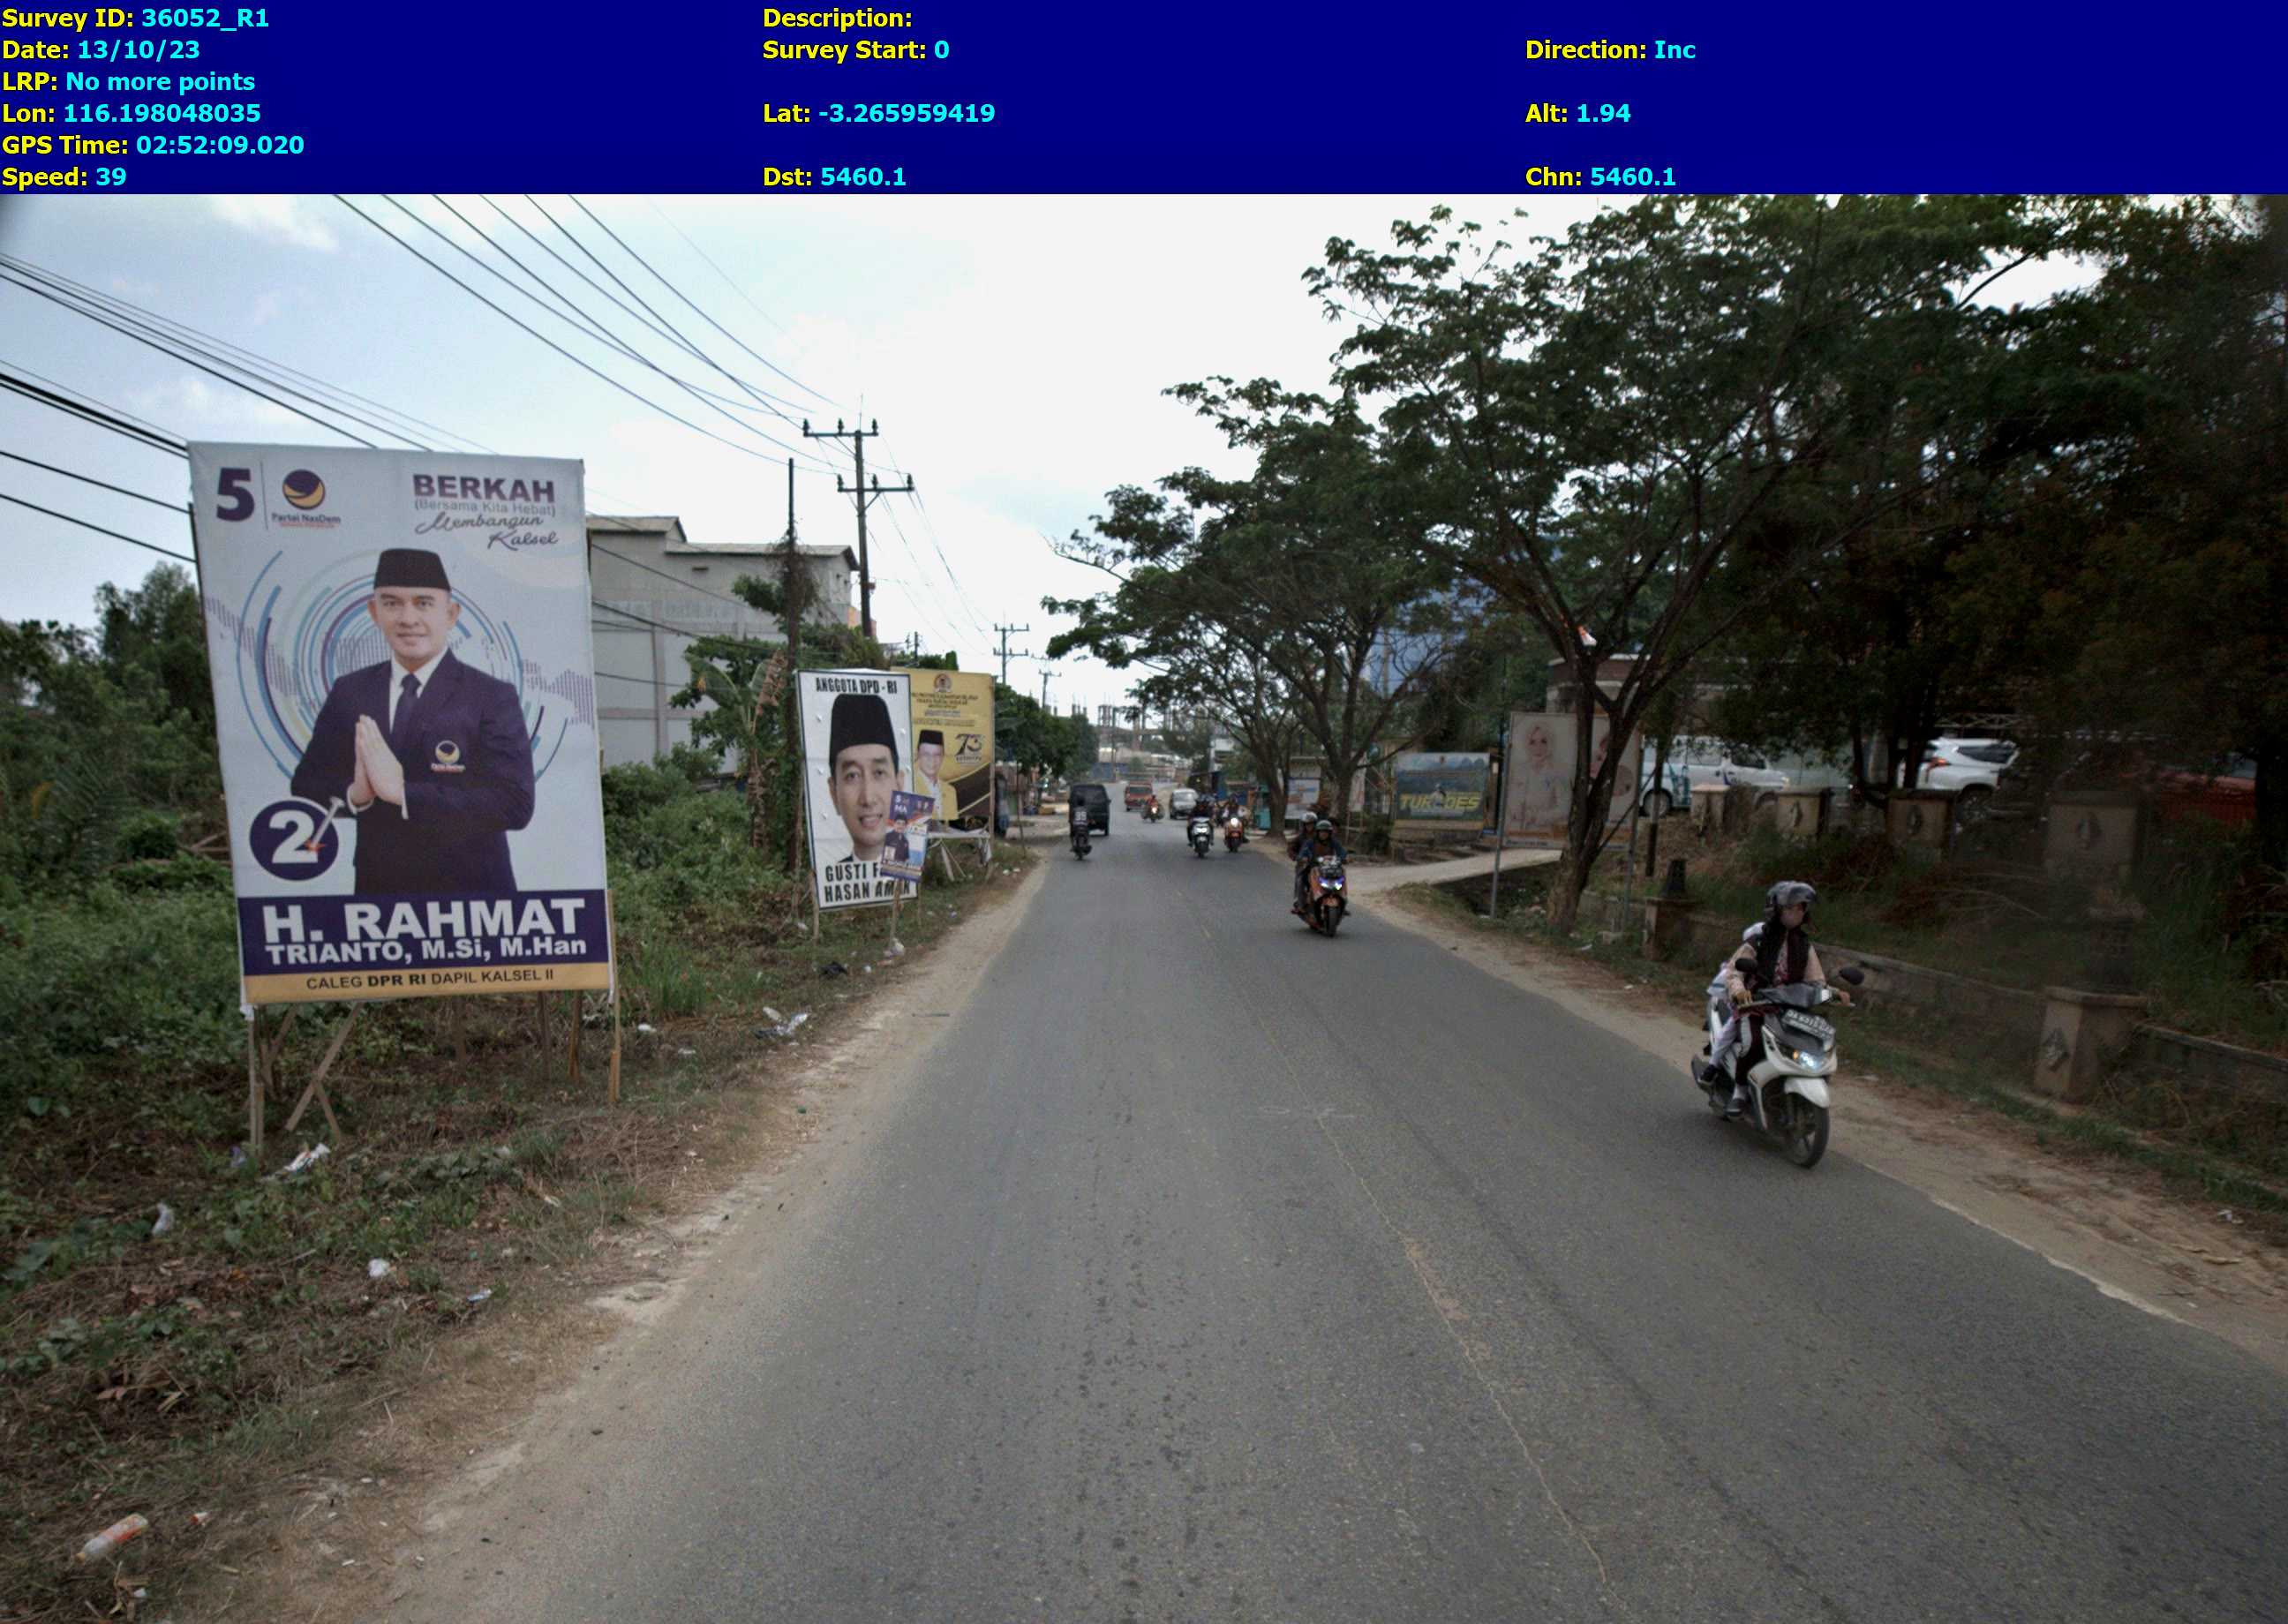 Survey ID: 36052_R1
Description:
Date: 13/10/23
Survey Start: 0
Direction: Inc
LRP: No more points
Lon: 116.198048035
Lat: -3.265959419
Alt: 1.94
GPS Time: 02:52:09.020
Speed: 39
Dst: 5460.1
Chn: 5460.1
5
Partai NasDem
BERKAH
(Bersama Kita Hebat)
Membangun
Kalsel
2
H. RAHMAT
TRIANTO, M.Si, M.Han
CALEG DPR RI DAPIL KALSEL II
ANGGOTA DPD - RI
GUSTI
HASAN AMAN
73